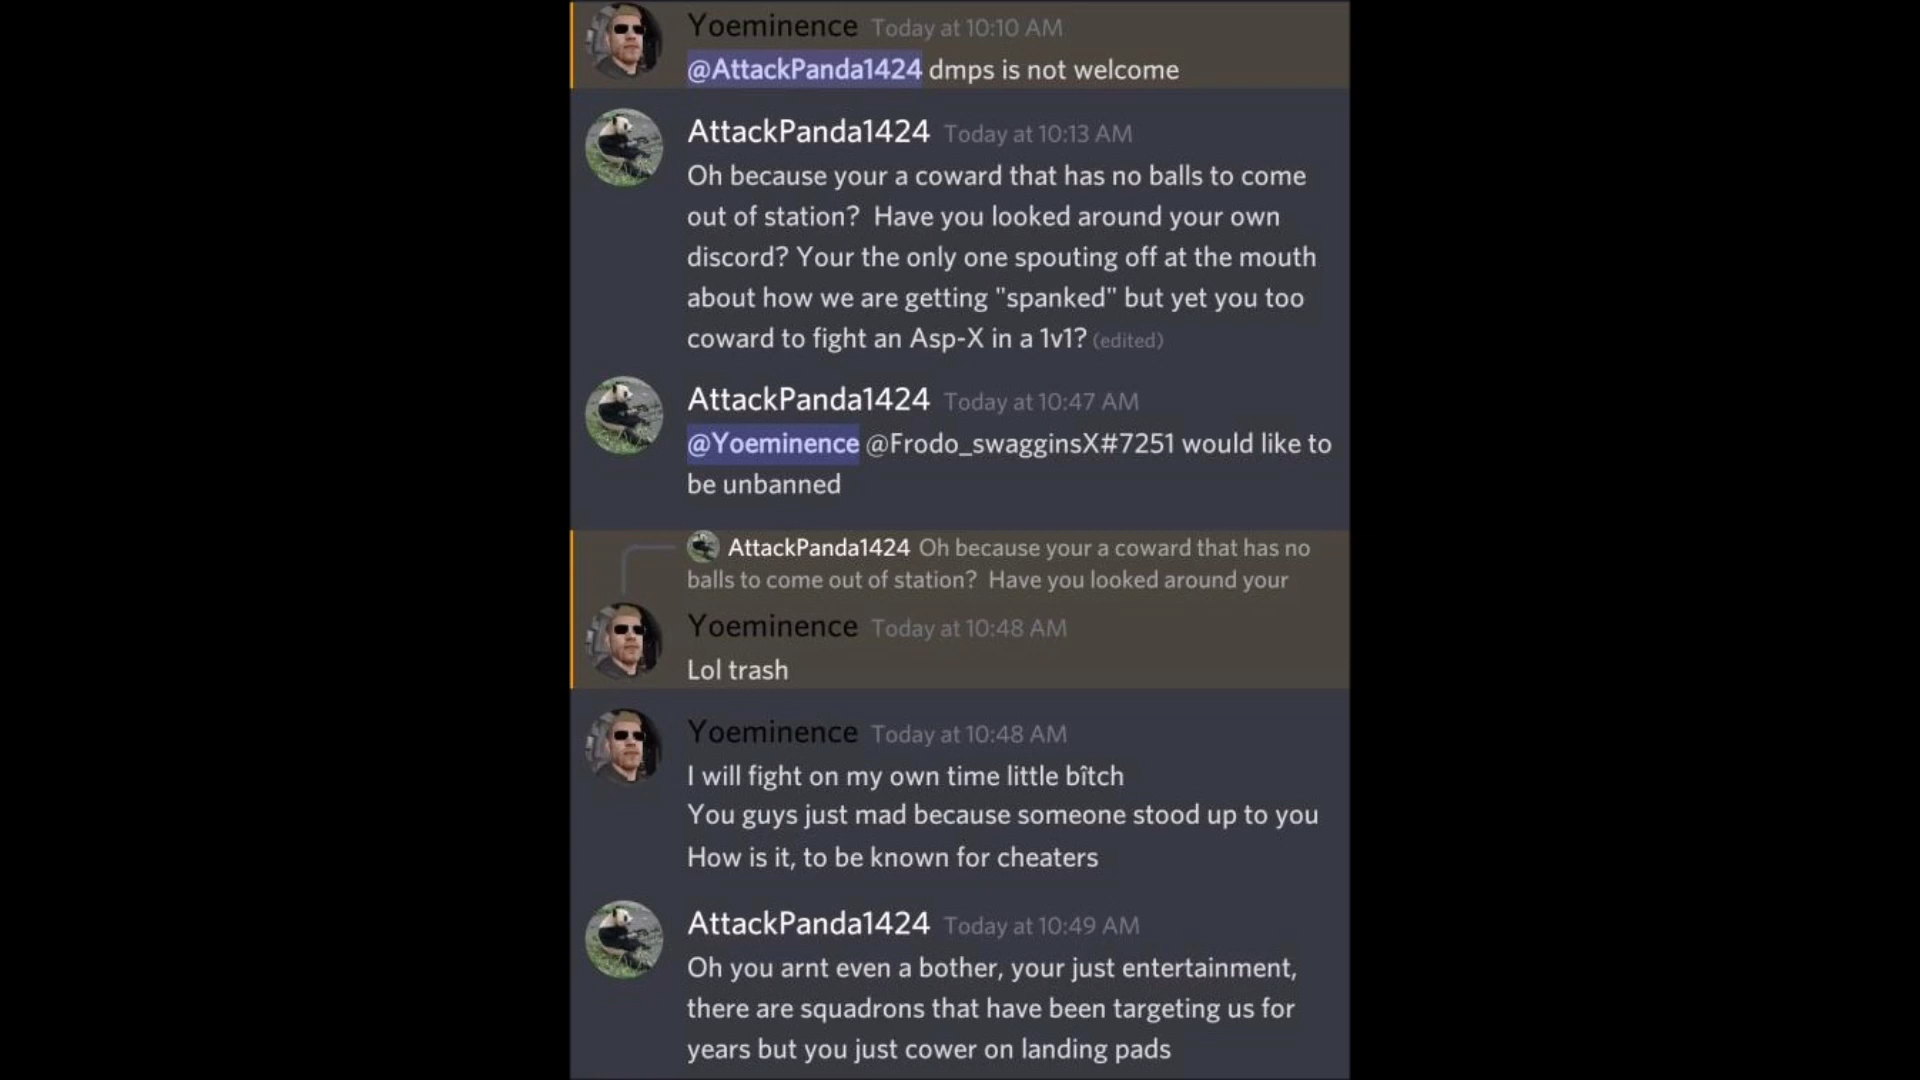 Yoeminence Today at 10:10 AM
@AttackPanda1424 dmps is not welcome
AttackPanda1424 Today at 10:13 AM
Oh because your a coward that has no balls to come
out of station?  Have you looked around your own
discord? Your the only one spouting off at the mouth
about how we are getting "spanked" but yet you too
coward to fight an Asp-X in a 1v1? (edited)
AttackPanda1424 Today at 10:47 AM
@Yoeminence @Frodo_swagginsX#7251 would like to
be unbanned
AttackPanda1424 Oh because your a coward that has no
balls to come out of station?  Have you looked around your
Yoeminence Today at 10:48 AM
Lol trash
Yoeminence Today at 10:48 AM
I will fight on my own time little bîtch
You guys just mad because someone stood up to you
How is it, to be known for cheaters
AttackPanda1424 Today at 10:49 AM
Oh you arnt even a bother, your just entertainment,
there are squadrons that have been targeting us for
years but you just cower on landing pads